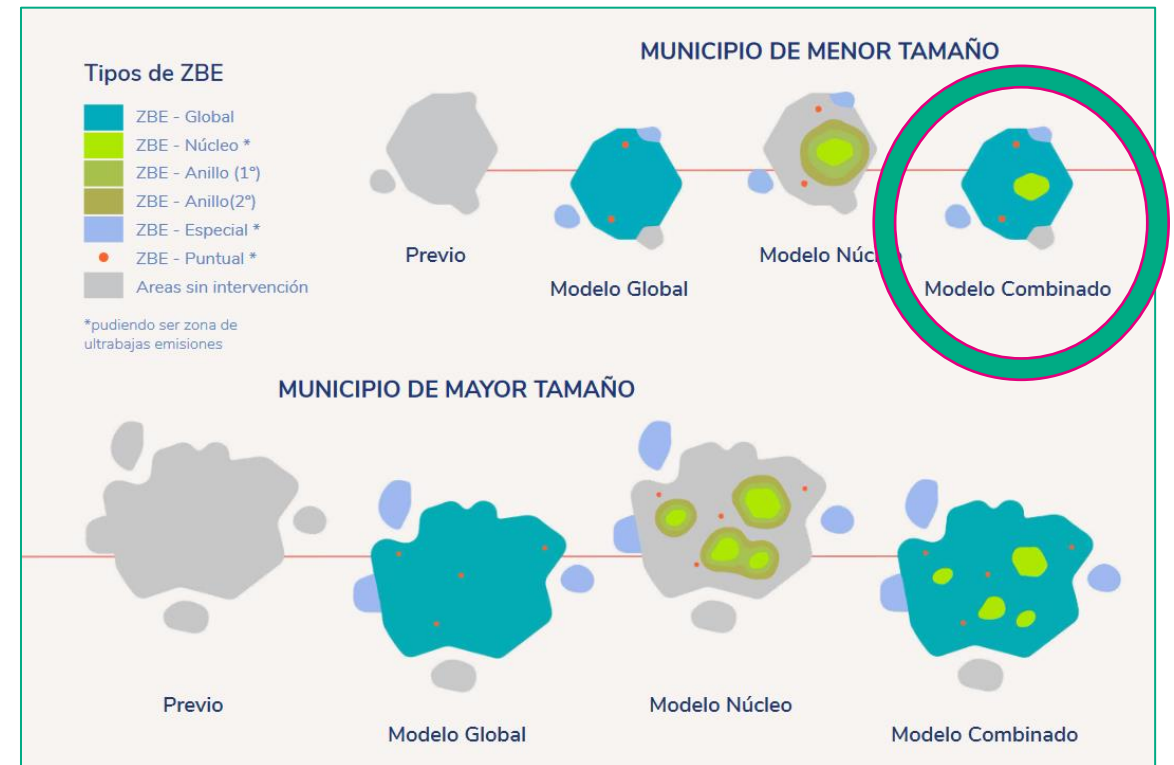 MUNICIPIO DE MENOR TAMAÑO
Tipos de ZBE
ZBE - Global
ZBE - Núcleo *
ZBE - Anillo (1º)
ZBE - Anillo(2º)
ZBE - Especial *
ZBE - Puntual *
Areas sin intervención
*pudiendo ser zona de
ultrabajas emisiones
Previo
Modelo Global
Modelo Núcleo
Modelo Combinado
MUNICIPIO DE MAYOR TAMAÑO
Previo
Modelo Global
Modelo Núcleo
Modelo Combinado